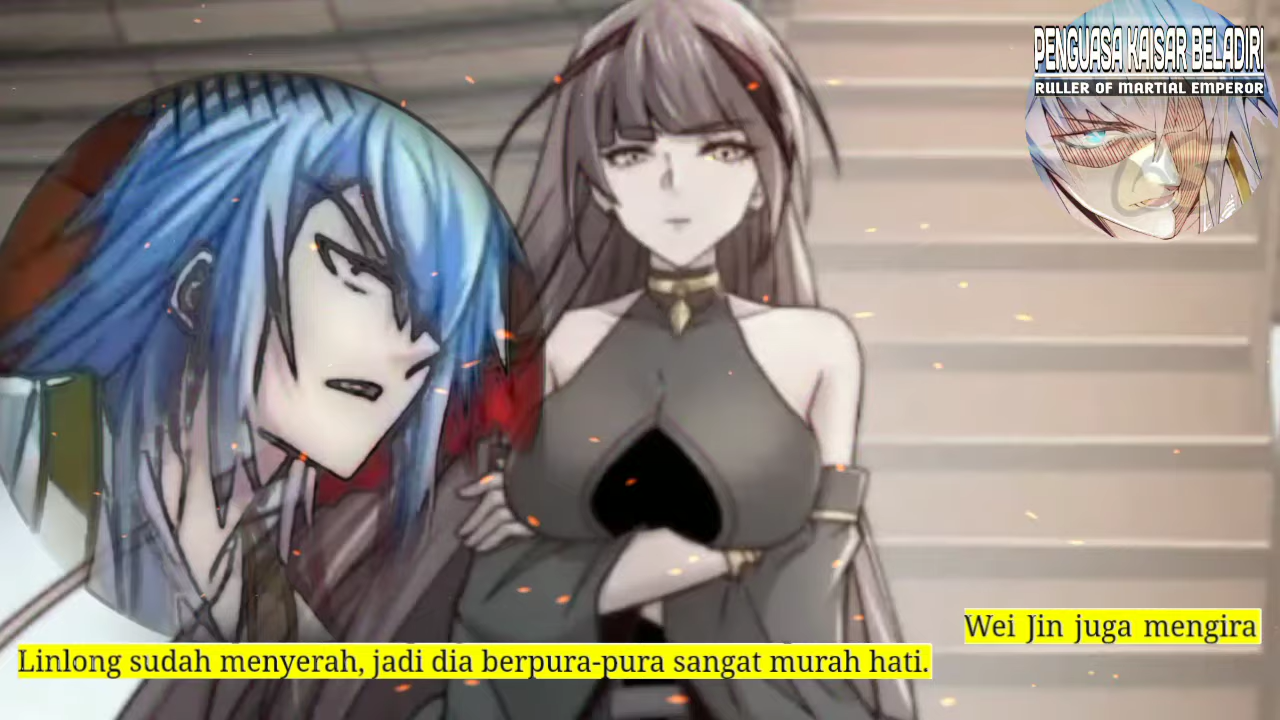 PENGUASA KAISAR BELADIRI
RULLER OF MARTIAL EMPEROR
Wei Jin juga mengira
Linlong sudah menyerah, jadi dia berpura-pura sangat murah hati.